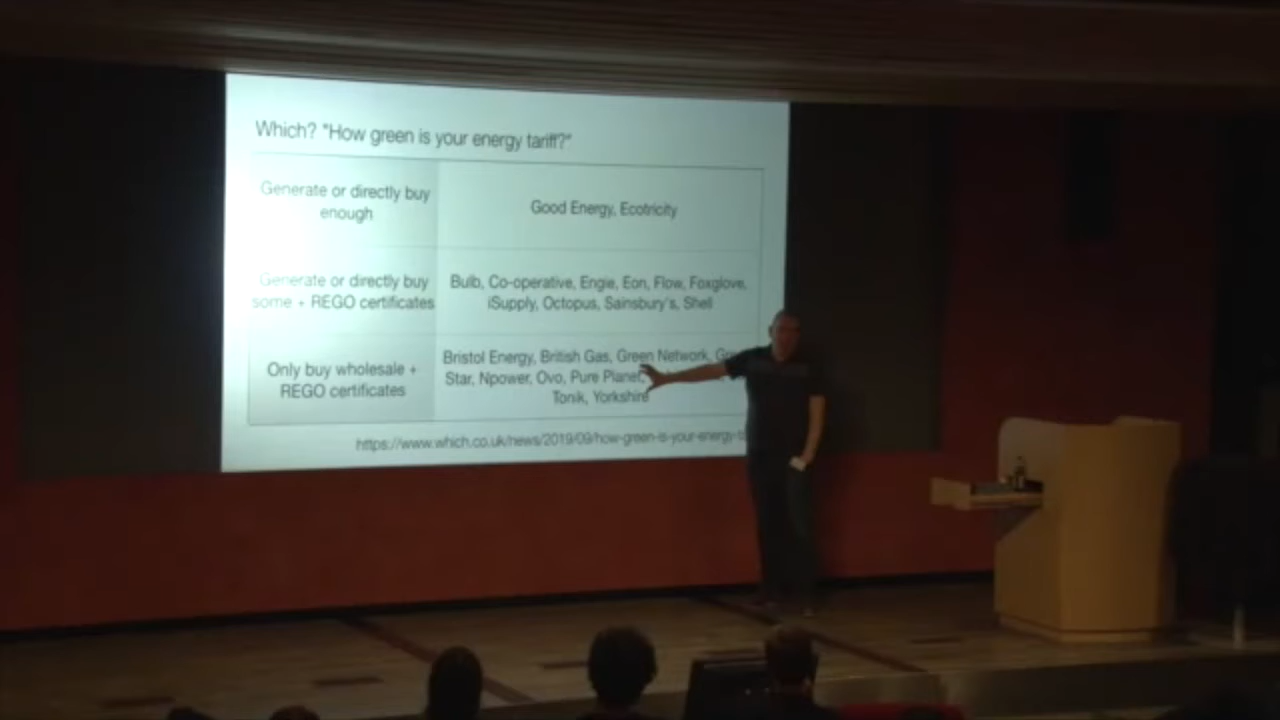 Which? "How green is your energy tariff?"
Generate or directly buy
enough
Good Energy, Ecotricity
Generate or directly buy
some + REGO certificates
Bulb, Co-operative, Engie, Eon, Flow, Foxglove,
iSupply, Octopus, Sainsbury's, Shell
Only buy wholesale +
REGO certificates
Bristol Energy, British Gas, Green Network,
Star, Npower, Ovo, Pure Planet,
Tonik, Yorkshire
https://www.which.co.uk/news/2019/09/how-green-is-your-energy-